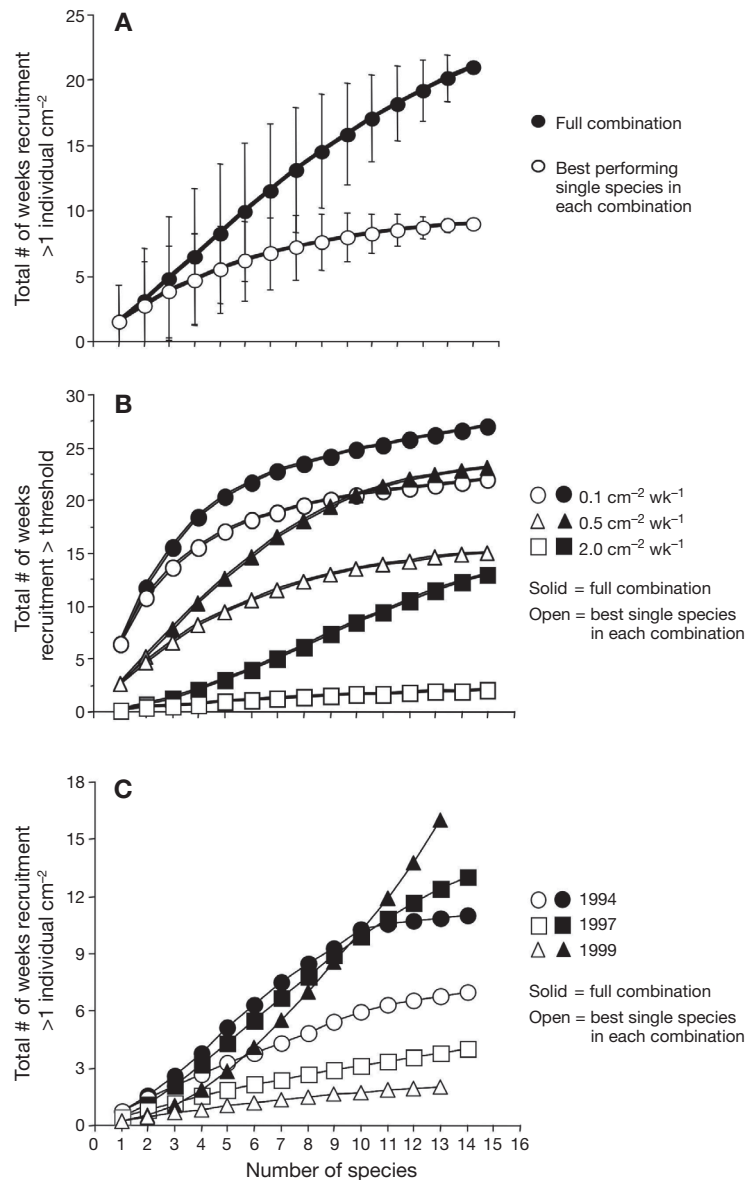 A
Total # of weeks recruitment
>1 individual cm⁻²
25
20
15
10
5
0
Full combination
Best performing
single species in
each combination
B
Total # of weeks
recruitment > threshold
30
25
20
15
10
5
0
0.1 cm⁻² wk⁻¹
0.5 cm⁻² wk⁻¹
2.0 cm⁻² wk⁻¹
Solid = full combination
Open = best single species
in each combination
C
Total # of weeks recruitment
>1 individual cm⁻²
18
15
12
9
6
3
0
1994
1997
1999
Solid = full combination
Open = best single species
in each combination
0 1 2 3 4 5 6 7 8 9 10 11 12 13 14 15 16
Number of species